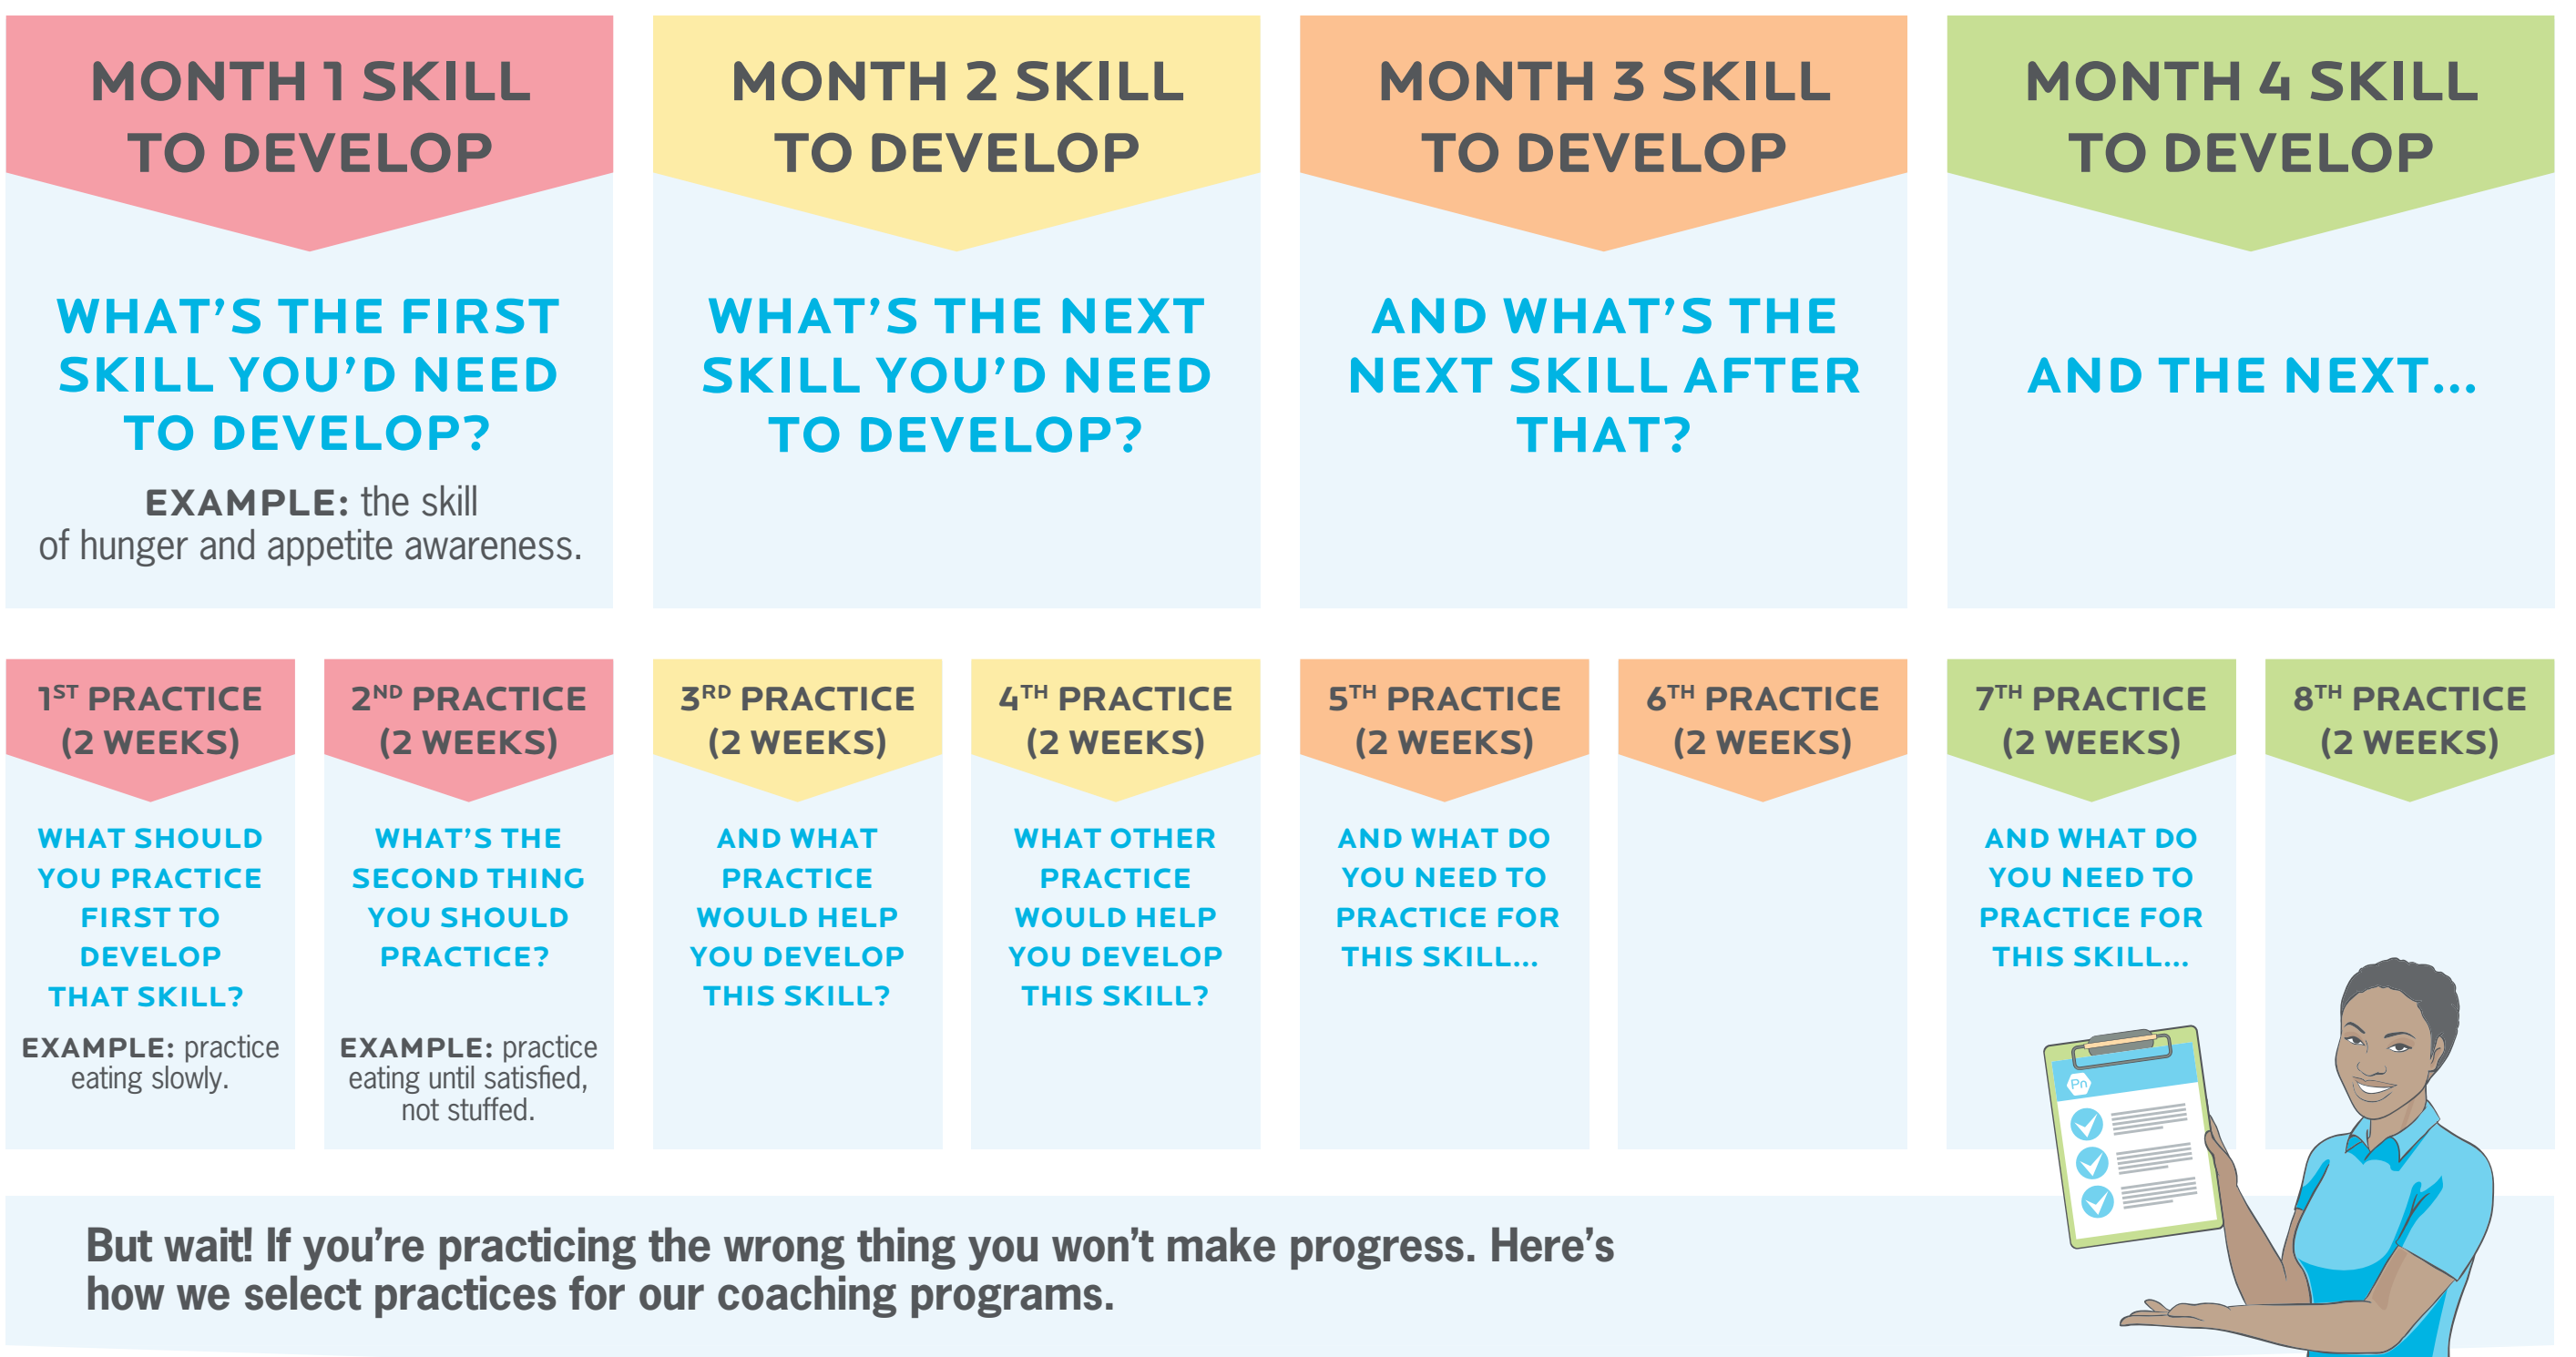 MONTH 1 SKILL
TO DEVELOP
WHAT'S THE FIRST
SKILL YOU'D NEED
TO DEVELOP?
EXAMPLE: the skill
of hunger and appetite awareness.
MONTH 2 SKILL
TO DEVELOP
WHAT'S THE NEXT
SKILL YOU'D NEED
TO DEVELOP?
MONTH 3 SKILL
TO DEVELOP
AND WHAT'S THE
NEXT SKILL AFTER
THAT?
MONTH 4 SKILL
TO DEVELOP
AND THE NEXT...
1ST PRACTICE
(2 WEEKS)
WHAT SHOULD
YOU PRACTICE
FIRST TO
DEVELOP
THAT SKILL?
EXAMPLE: practice
eating slowly.
2ND PRACTICE
(2 WEEKS)
WHAT'S THE
SECOND THING
YOU SHOULD
PRACTICE?
EXAMPLE: practice
eating until satisfied,
not stuffed.
3RD PRACTICE
(2 WEEKS)
AND WHAT
PRACTICE
WOULD HELP
YOU DEVELOP
THIS SKILL?
4TH PRACTICE
(2 WEEKS)
WHAT OTHER
PRACTICE
WOULD HELP
YOU DEVELOP
THIS SKILL?
5TH PRACTICE
(2 WEEKS)
AND WHAT DO
YOU NEED TO
PRACTICE FOR
THIS SKILL...
6TH PRACTICE
(2 WEEKS)
7TH PRACTICE
(2 WEEKS)
AND WHAT DO
YOU NEED TO
PRACTICE FOR
THIS SKILL...
8TH PRACTICE
(2 WEEKS)
Pn
But wait! If you're practicing the wrong thing you won't make progress. Here's
how we select practices for our coaching programs.